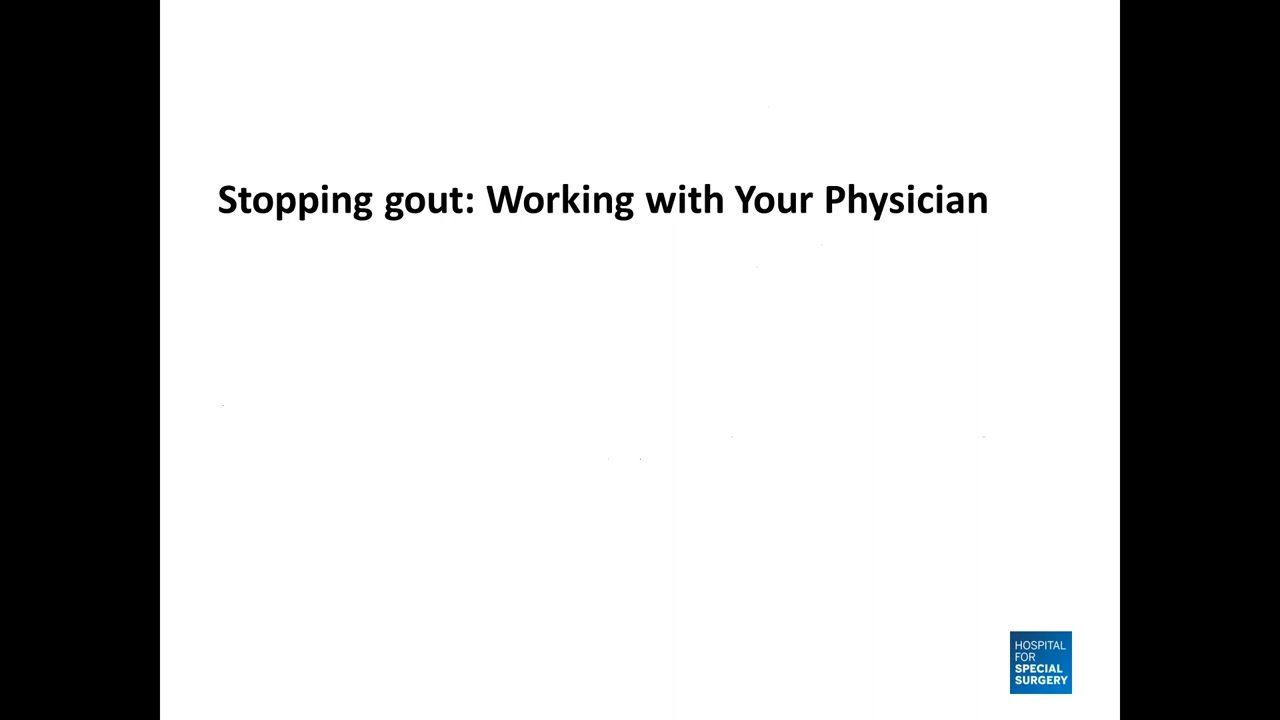 Stopping gout: Working with Your Physician
HOSPITAL
FOR
SPECIAL
SURGERY